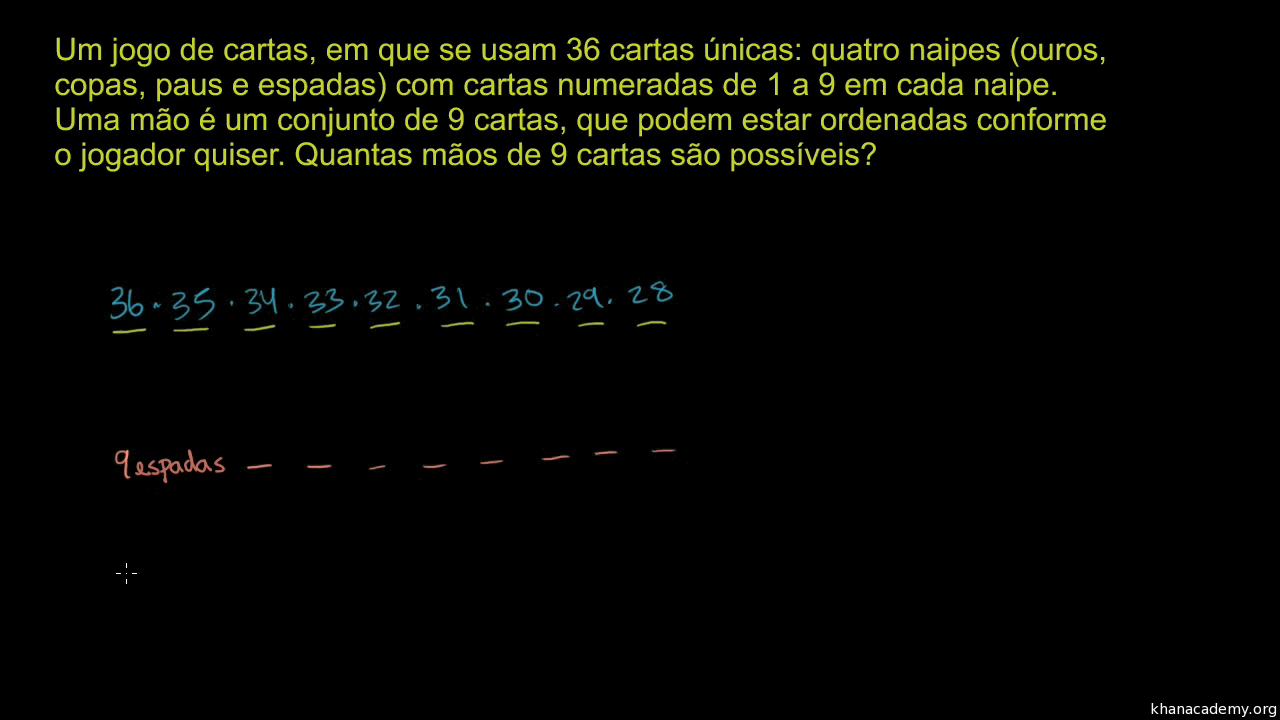 Um jogo de cartas, em que se usam 36 cartas únicas: quatro naipes (ouros,
copas, paus e espadas) com cartas numeradas de 1 a 9 em cada naipe.
Uma mão é um conjunto de 9 cartas, que podem estar ordenadas conforme
o jogador quiser. Quantas mãos de 9 cartas são possíveis?
36 · 35 · 34 · 33 · 32 · 31 · 30 · 29 · 28
9 espadas
khanacademy.org